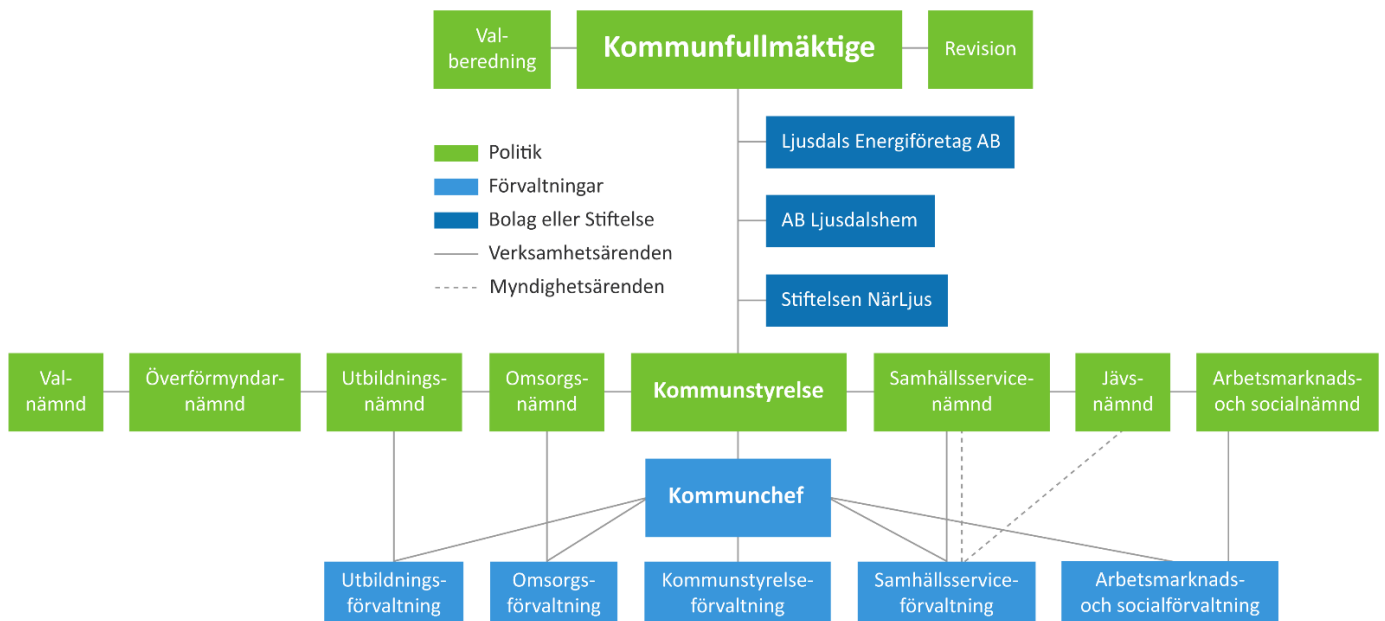 Val-
beredning
Kommunfullmäktige
Revision
Ljusdals Energiföretag AB
AB Ljusdalshem
Stiftelsen NärLjus
Politik
Förvaltningar
Bolag eller Stiftelse
Verksamhetsärenden
Myndighetsärenden
Val-
nämnd
Överförmyndar-
nämnd
Utbildnings-
nämnd
Omsorgs-
nämnd
Kommunstyrelse
Samhällsservice-
nämnd
Jävs-
nämnd
Arbetsmarknads-
och socialnämnd
Kommunchef
Utbildnings-
förvaltning
Omsorgs-
förvaltning
Kommunstyrelse-
förvaltning
Samhällsservice-
förvaltning
Arbetsmarknads-
och socialförvaltning